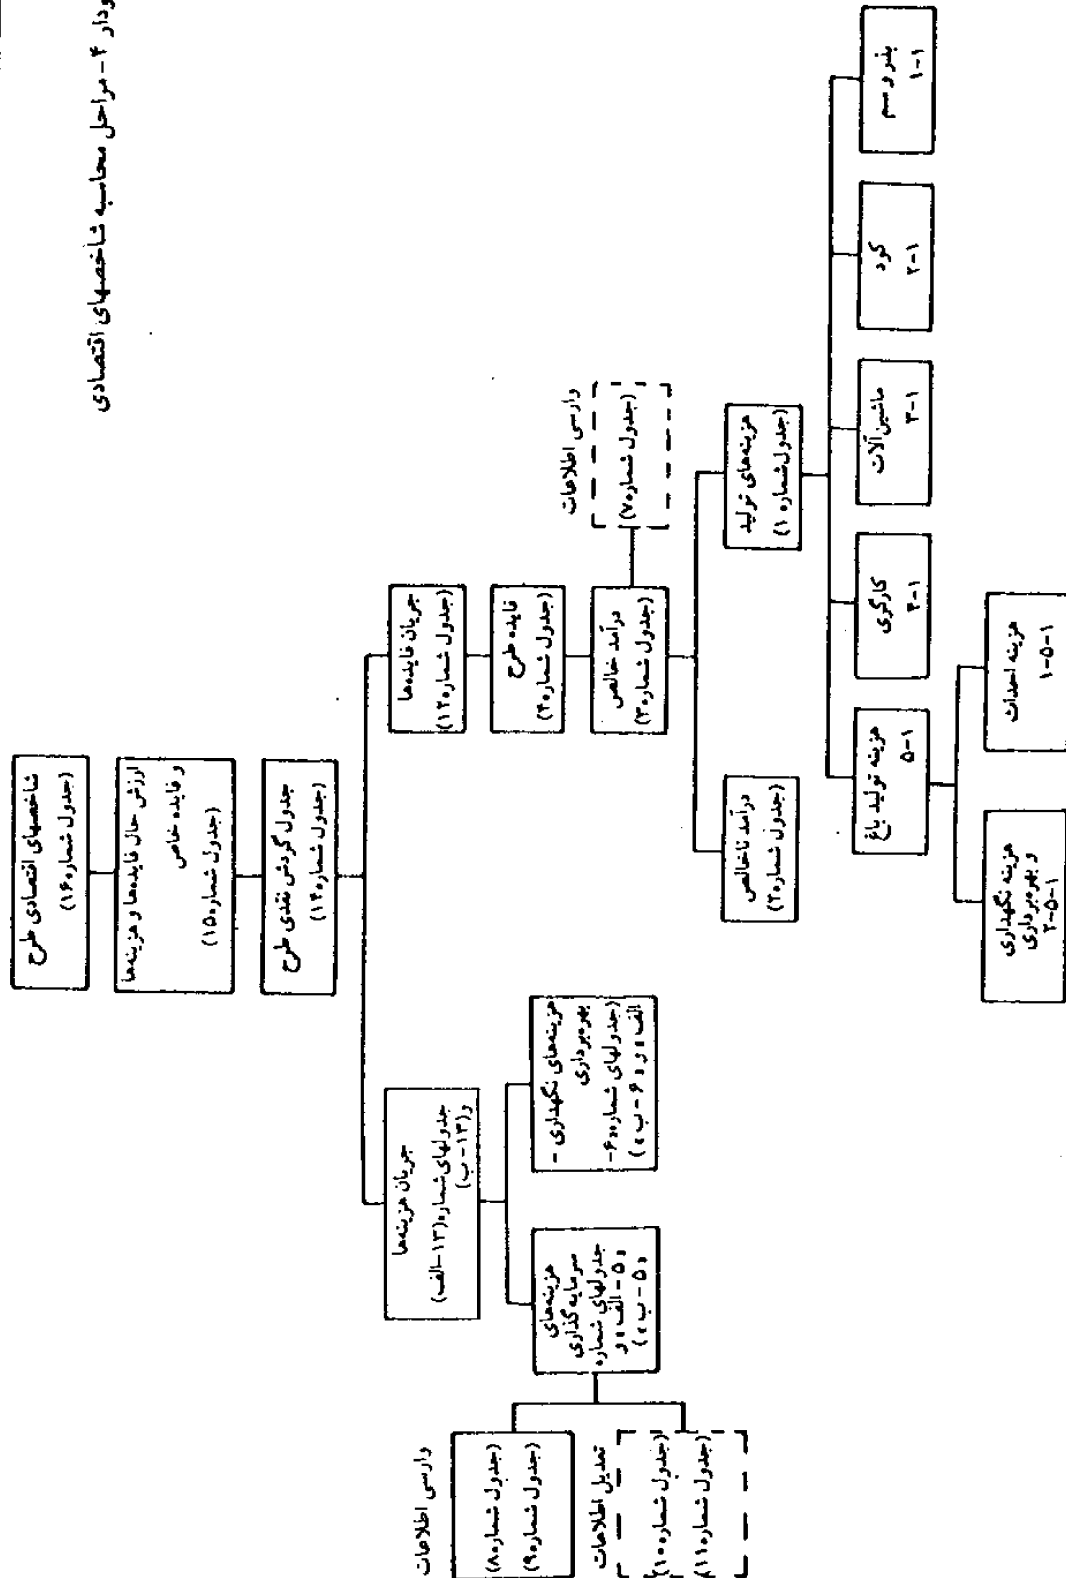 ودار ۴ - مراحل محاسبه شاخصهای اقتصادی
شاخصهای اقتصادی طرح
(جدول شماره ۱۶)
ارزش حال فایده‌ها و هزینه‌ها
و فایده خاص
(جدول شماره ۱۵)
جدول گردش نقدی طرح
(جدول شماره ۱۴)
جریان فایده‌ها
(جدول شماره ۱۲)
فایده طرح
(جدول شماره ۴)
درآمد خالص
(جدول شماره ۳)
وارسی اطلاعات
(جدول شماره ۷)
هزینه‌های تولید
(جدول شماره ۱)
درآمد ناخالص
(جدول شماره ۲)
بذر و سم
۱-۱
کود
۲-۱
ماشین آلات
۳-۱
کارگری
۴-۱
هزینه تولید باغ
۵-۱
هزینه احداث
۱-۵-۱
هزینه نگهداری
و بهره‌برداری
۲-۵-۱
جریان هزینه‌ها
جدولهای شماره (۱۳-الف)
و (۱۳-ب)
هزینه‌های نگهداری -
بهره‌برداری
(جدولهای شماره «۶-
الف» و «۶-ب»)
هزینه‌های
سرمایه گذاری
جدولهای شماره
«۵-الف» و
«۵-ب»)
وارسی اطلاعات
(جدول شماره ۸)
(جدول شماره ۹)
تعدیل اطلاعات
(جدول شماره ۱۰)
(جدول شماره ۱۱)